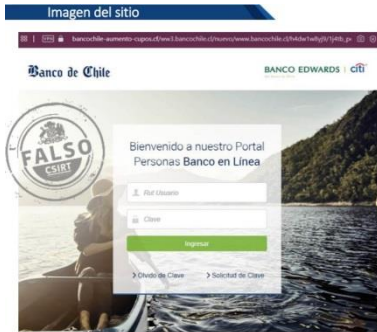 Imagen del sitio
bancochile-aumento-cupos.cf/ww3.bancochile.cl/nuevo/www.bancochile.cl/
Banco de Chile
BANCO EDWARDS | citi
FALSO
CSIRT
Bienvenido a nuestro Portal
Personas Banco en Línea
Rut Usuario
Clave
Ingresar
Olvido de Clave
Solicitud de Clave